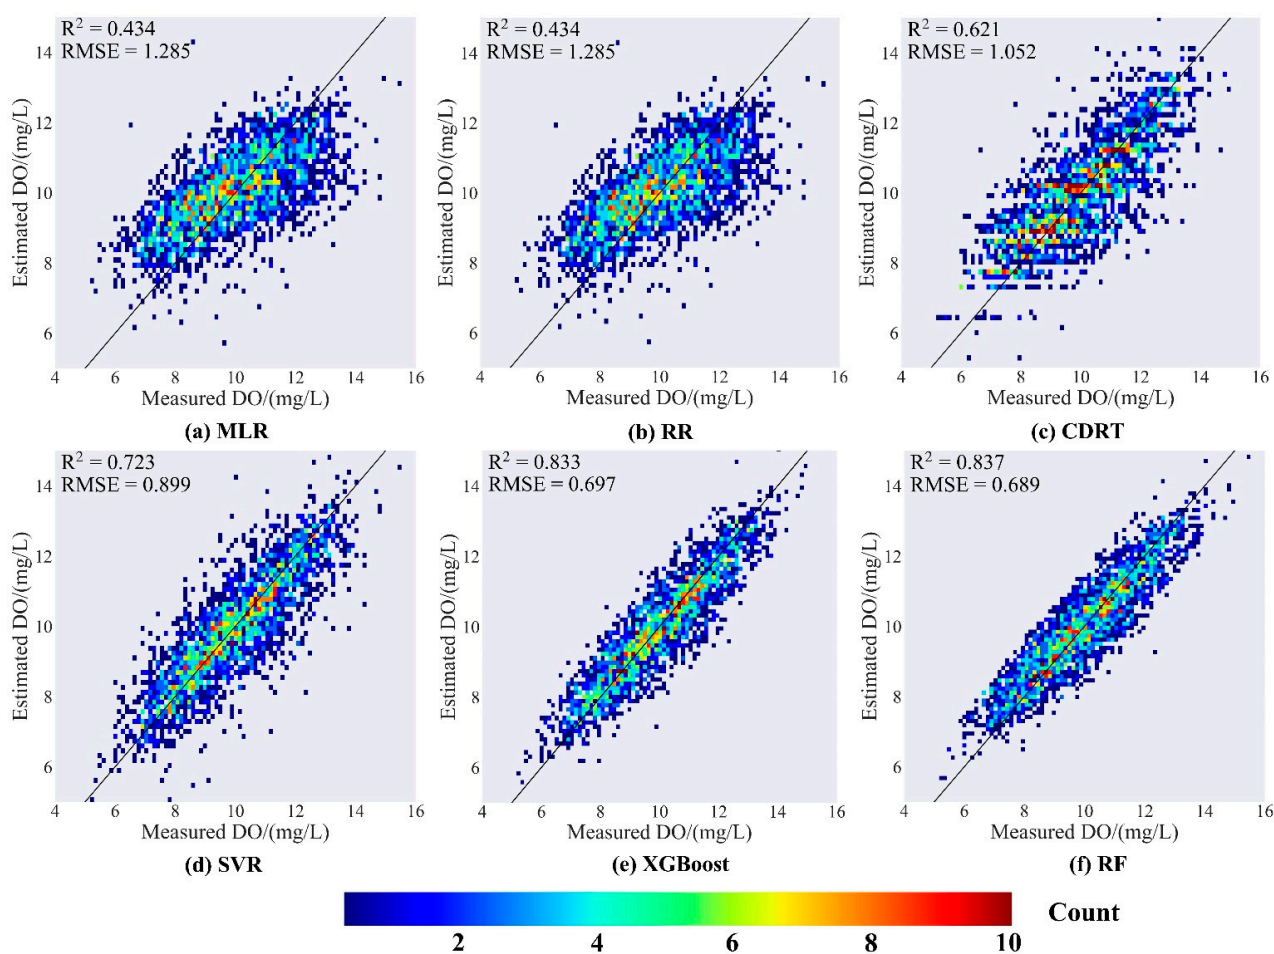 R² = 0.434
RMSE = 1.285
14
12
10
8
6
Estimated DO/(mg/L)
4 6 8 10 12 14 16
Measured DO/(mg/L)
(a) MLR
R² = 0.434
RMSE = 1.285
14
12
10
8
6
Estimated DO/(mg/L)
4 6 8 10 12 14 16
Measured DO/(mg/L)
(b) RR
R² = 0.621
RMSE = 1.052
14
12
10
8
6
Estimated DO/(mg/L)
4 6 8 10 12 14 16
Measured DO/(mg/L)
(c) CDRT
R² = 0.723
RMSE = 0.899
14
12
10
8
6
Estimated DO/(mg/L)
4 6 8 10 12 14 16
Measured DO/(mg/L)
(d) SVR
R² = 0.833
RMSE = 0.697
14
12
10
8
6
Estimated DO/(mg/L)
4 6 8 10 12 14 16
Measured DO/(mg/L)
(e) XGBoost
R² = 0.837
RMSE = 0.689
14
12
10
8
6
Estimated DO/(mg/L)
4 6 8 10 12 14 16
Measured DO/(mg/L)
(f) RF
Count
2 4 6 8 10